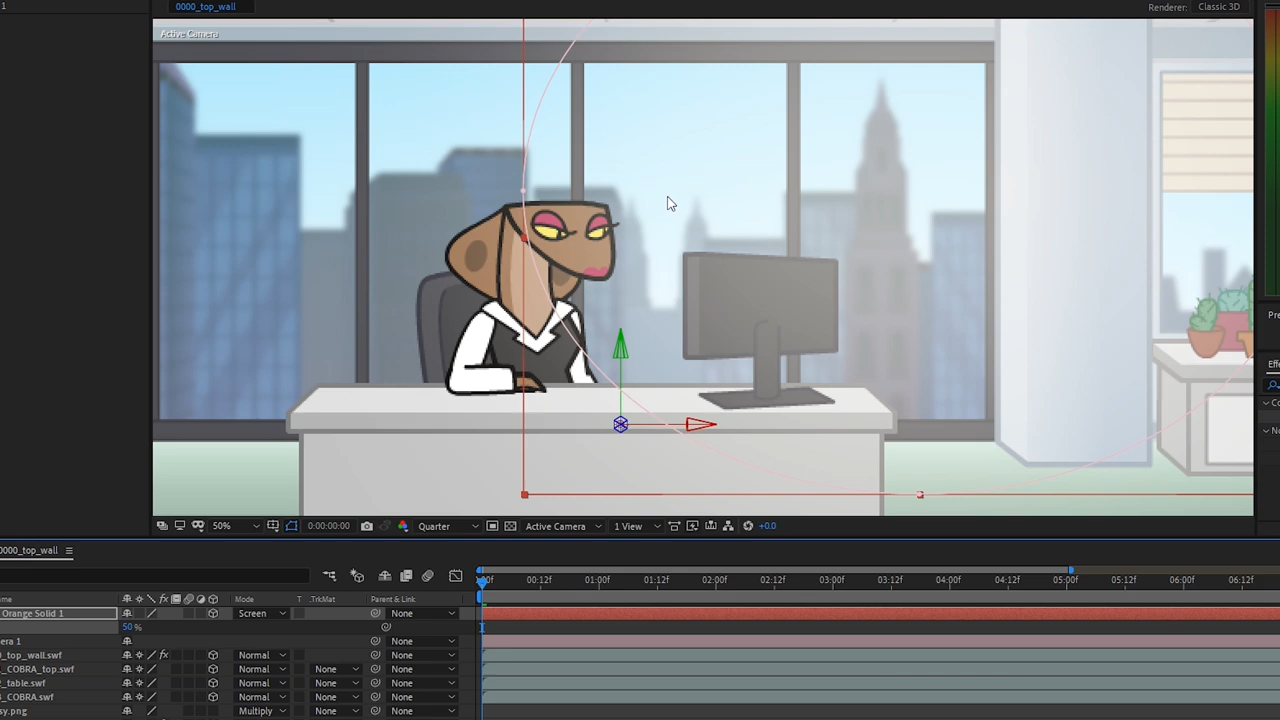 1
0000_top_wall
Renderer: Classic 3D
Active Camera
50%
0:00:00:00
Quarter
Active Camera
1 View
+0.0
0000_top_wall
00f 00:12f 01:00f 01:12f 02:00f 02:12f 03:00f 03:12f 04:00f 04:12f 05:00f 05:12f 06:00f 06:12f
Mode T .TrkMat Parent & Link
Orange Solid 1 Screen None
50 %
era 1 None
_top_wall.swf Normal None
_COBRA_top.swf Normal None None
_table.swf Normal None None
_COBRA.swf Normal None None
sy.png Multiply None None